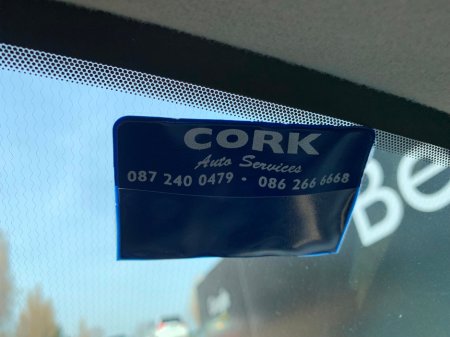 CORK
Auto Services
087 240 0479 • 086 266 6668
Be